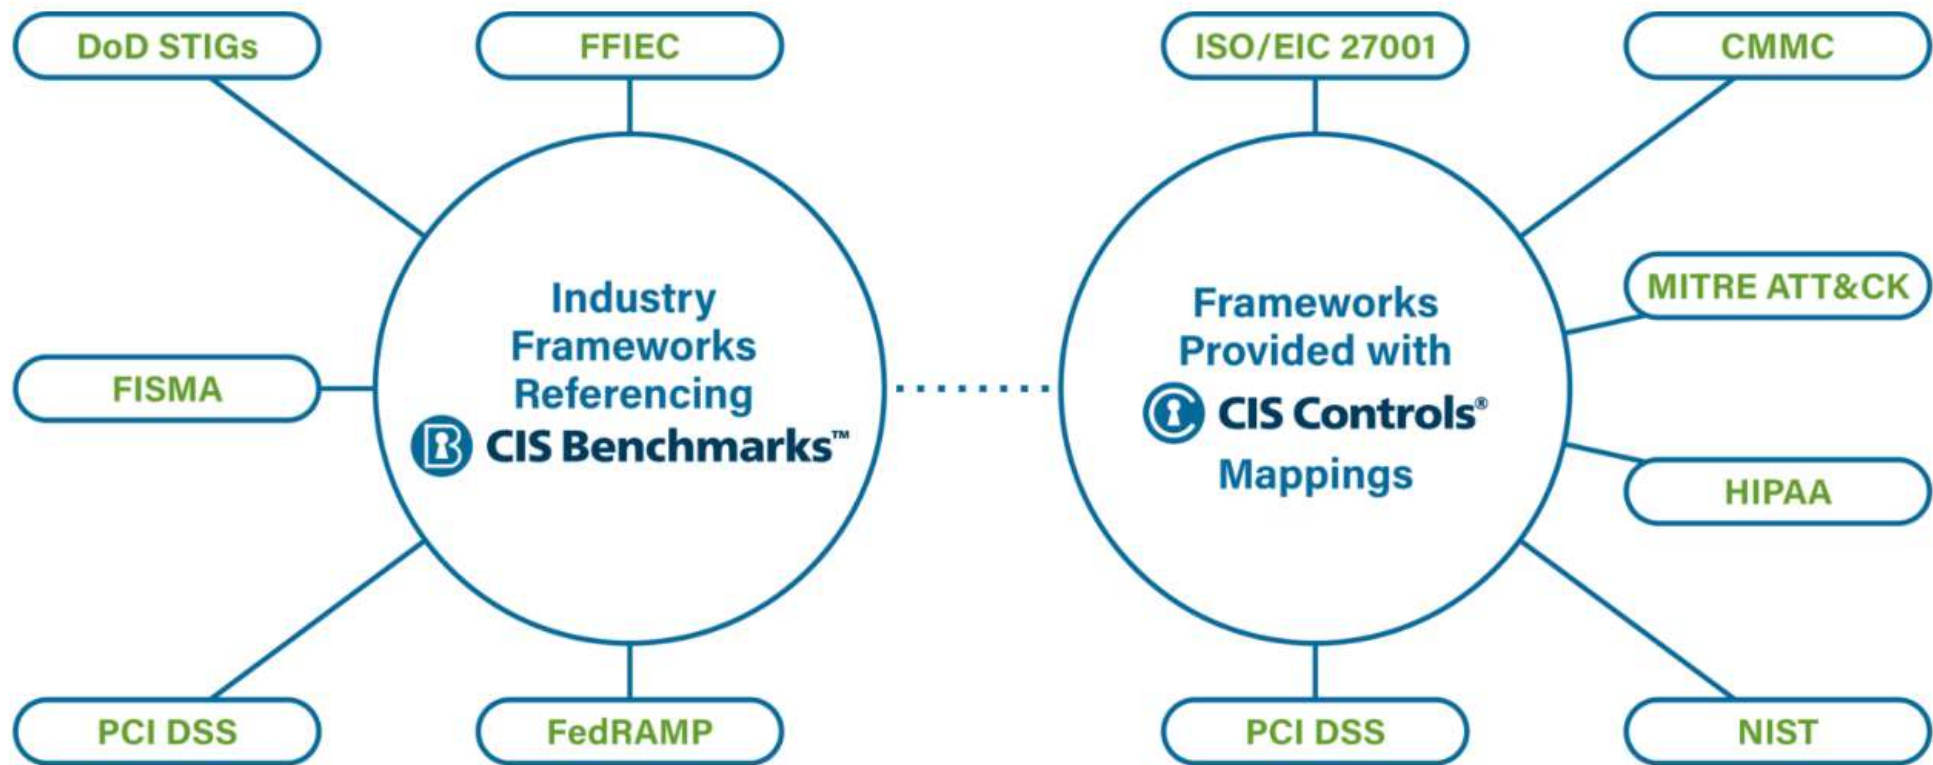 DoD STIGs
FFIEC
ISO/EIC 27001
CMMC
Industry
Frameworks
Referencing
B CIS Benchmarks™
FISMA
PCI DSS
FedRAMP
Frameworks
Provided with
C CIS Controls®
Mappings
MITRE ATT&CK
HIPAA
PCI DSS
NIST